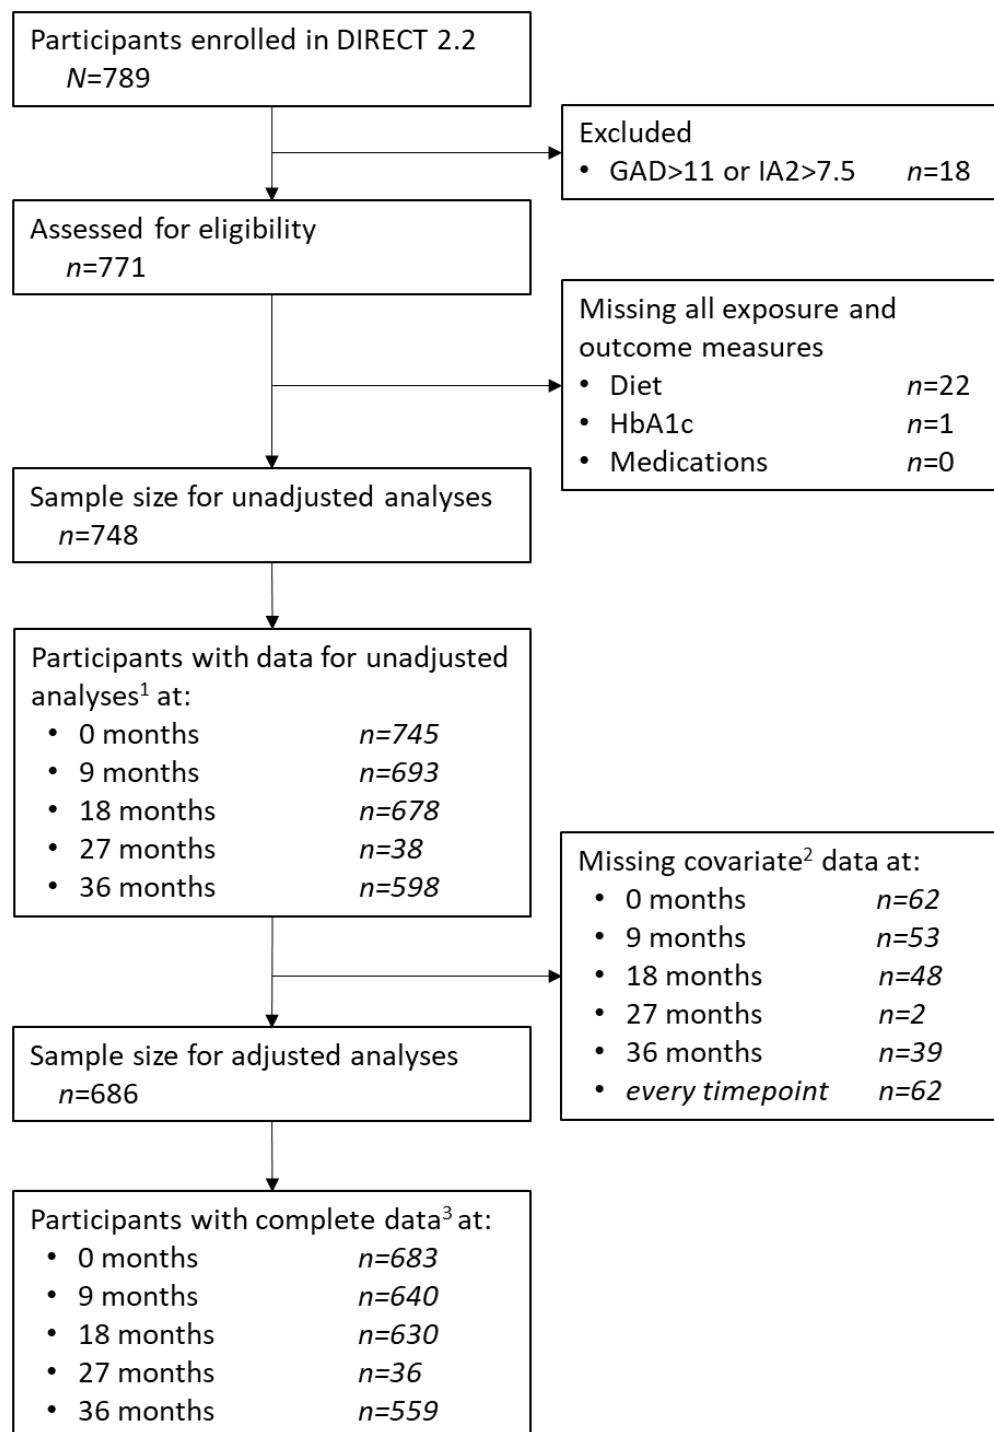 Participants enrolled in DIRECT 2.2
N=789
Excluded
• GAD>11 or IA2>7.5 n=18
Assessed for eligibility
n=771
Missing all exposure and
outcome measures
• Diet n=22
• HbA1c n=1
• Medications n=0
Sample size for unadjusted analyses
n=748
Participants with data for unadjusted
analyses¹ at:
• 0 months n=745
• 9 months n=693
• 18 months n=678
• 27 months n=38
• 36 months n=598
Missing covariate² data at:
• 0 months n=62
• 9 months n=53
• 18 months n=48
• 27 months n=2
• 36 months n=39
• every timepoint n=62
Sample size for adjusted analyses
n=686
Participants with complete data³ at:
• 0 months n=683
• 9 months n=640
• 18 months n=630
• 27 months n=36
• 36 months n=559